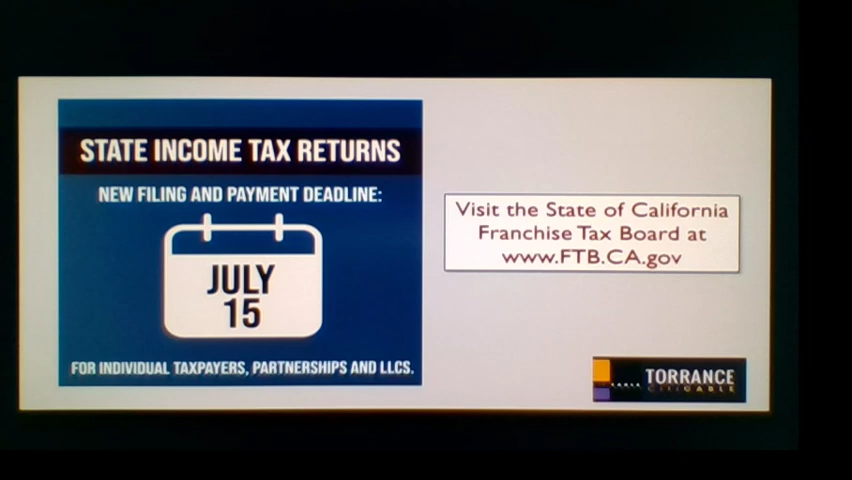 STATE INCOME TAX RETURNS
NEW FILING AND PAYMENT DEADLINE:
JULY
15
FOR INDIVIDUAL TAXPAYERS, PARTNERSHIPS AND LLCS.
Visit the State of California
Franchise Tax Board at
www.FTB.CA.gov
TORRANCE
CITICABLE